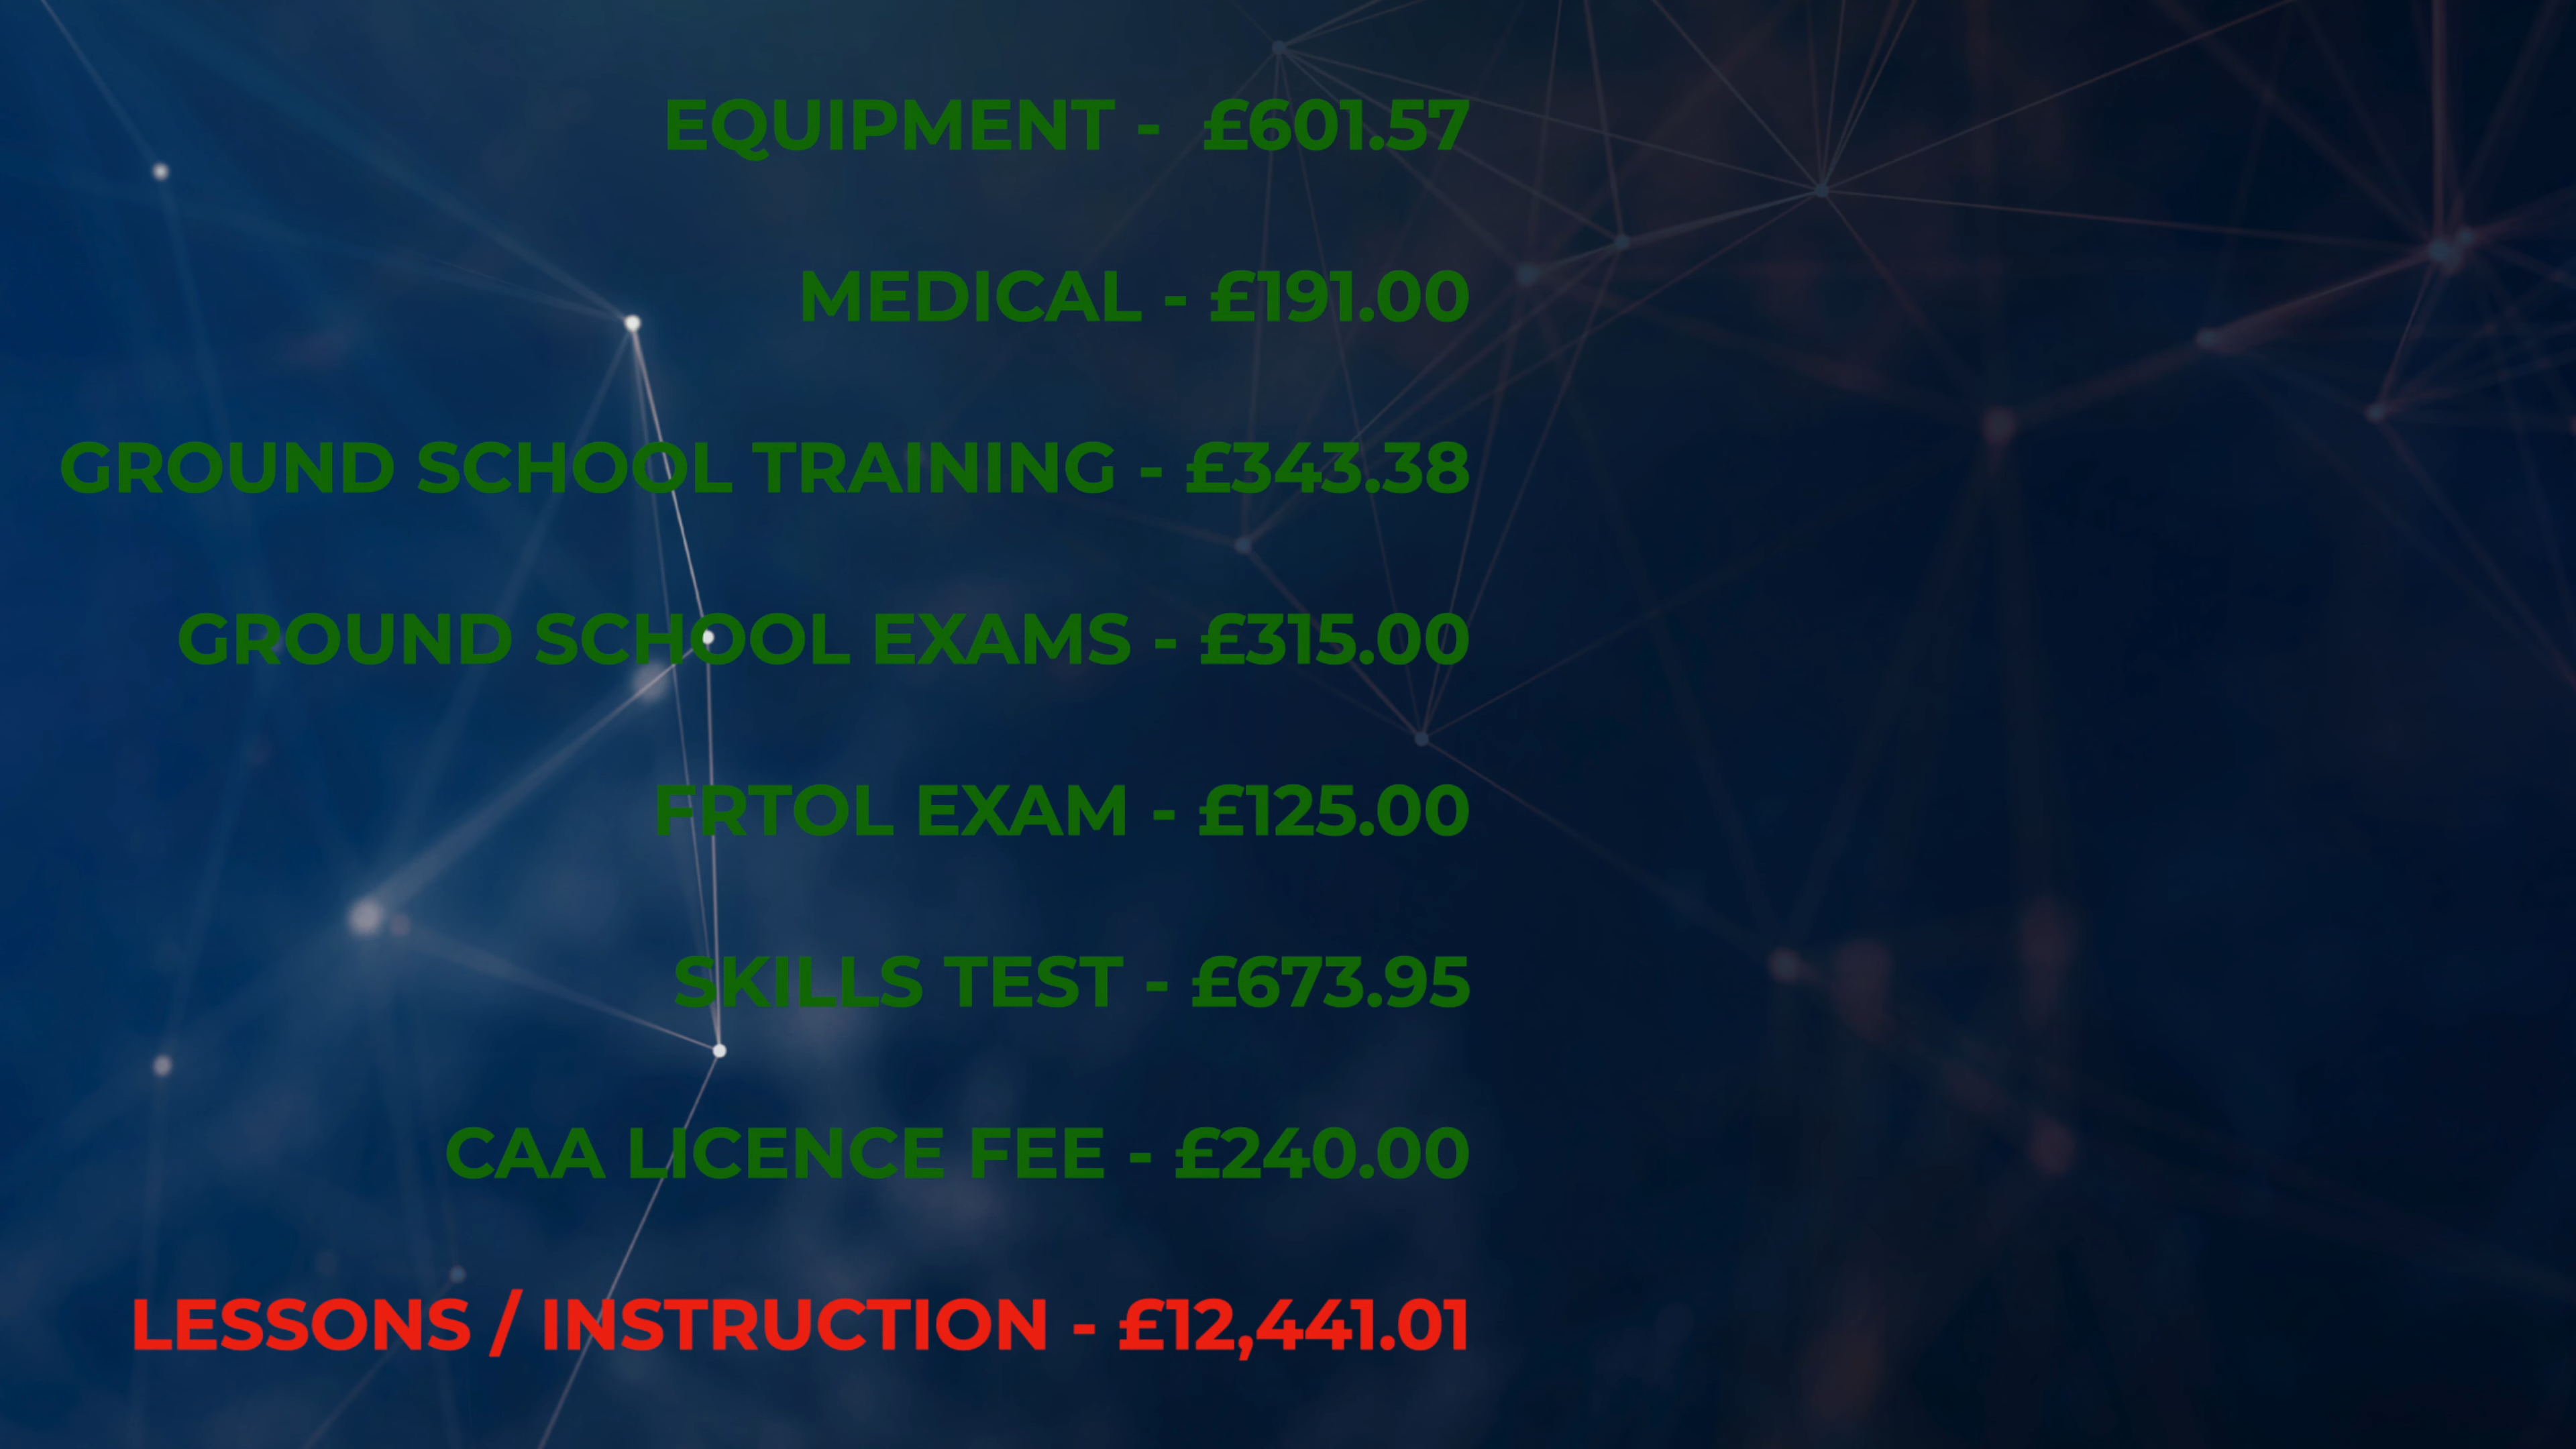 EQUIPMENT - £601.57
MEDICAL - £191.00
GROUND SCHOOL TRAINING - £343.38
GROUND SCHOOL EXAMS - £315.00
FRTOL EXAM - £125.00
SKILLS TEST - £673.95
CAA LICENCE FEE - £240.00
LESSONS / INSTRUCTION - £12,441.01